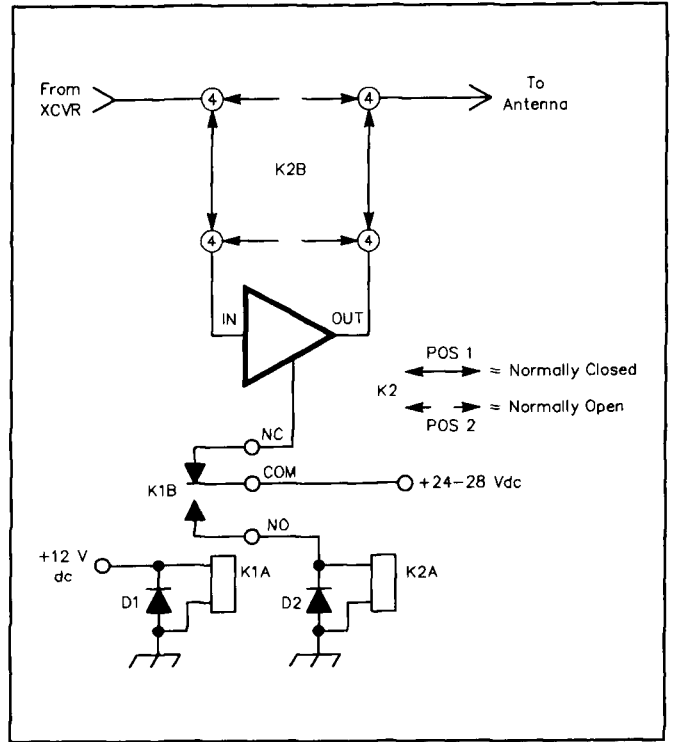 From
XCVR
4
4
To
Antenna
K2B
4
4
IN
OUT
POS 1
= Normally Closed
K2
= Normally Open
POS 2
NC
K1B
COM
+24-28 Vdc
NO
+12 V
dc
D1
K1A
D2
K2A